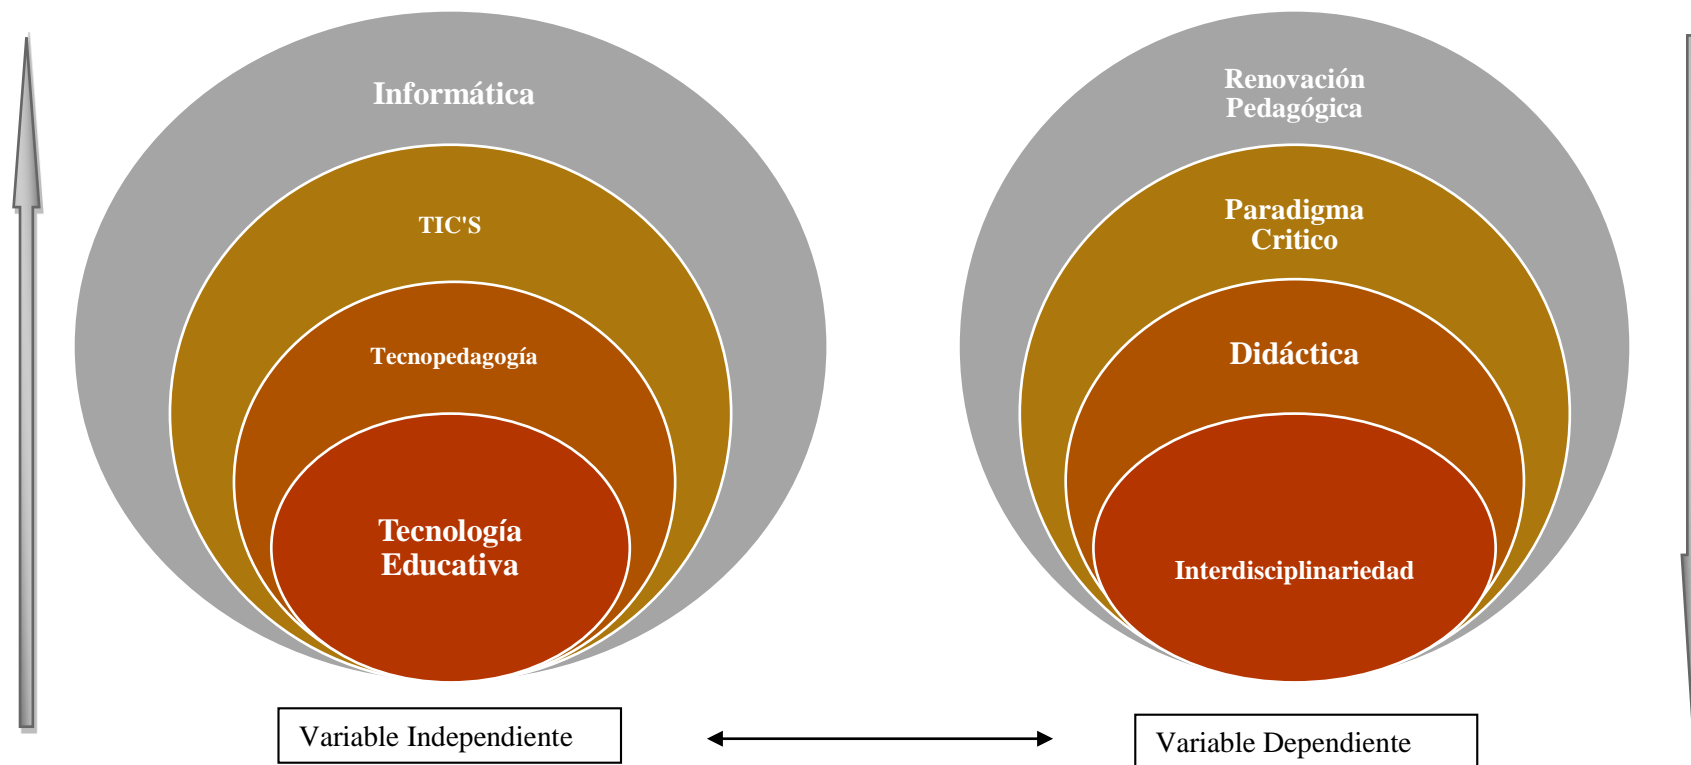 Informática
TIC'S
Tecnopedagogía
Tecnología
Educativa
Variable Independiente
Renovación
Pedagógica
Paradigma
Critico
Didáctica
Interdisciplinariedad
Variable Dependiente